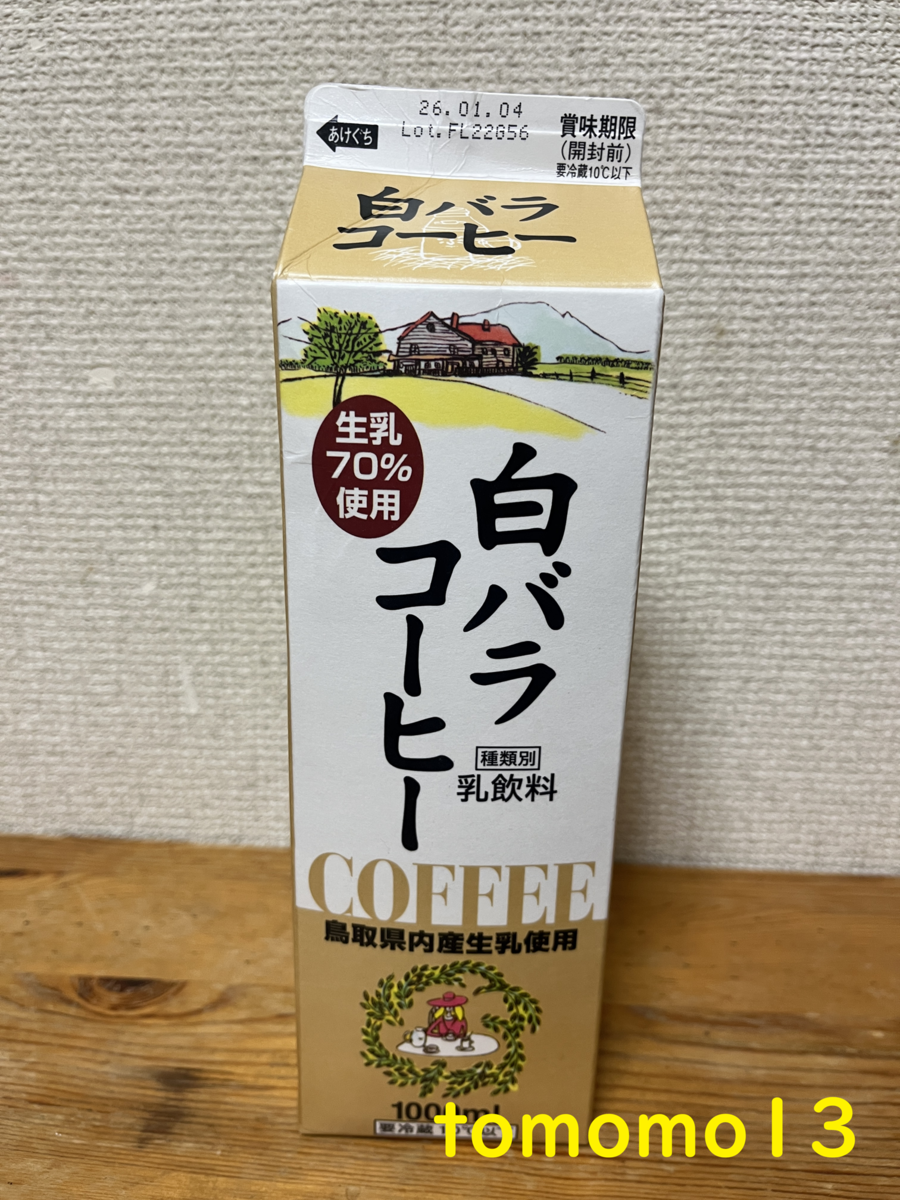 26.01.04
Lot.FL22G56
あけぐち
賞味期限
(開封前)
要冷蔵10℃以下
白バラ
コーヒー
生乳
70%
使用
白バラ
コーヒー
種類別
乳飲料
COFFEE
鳥取県内産生乳使用
tomomo13